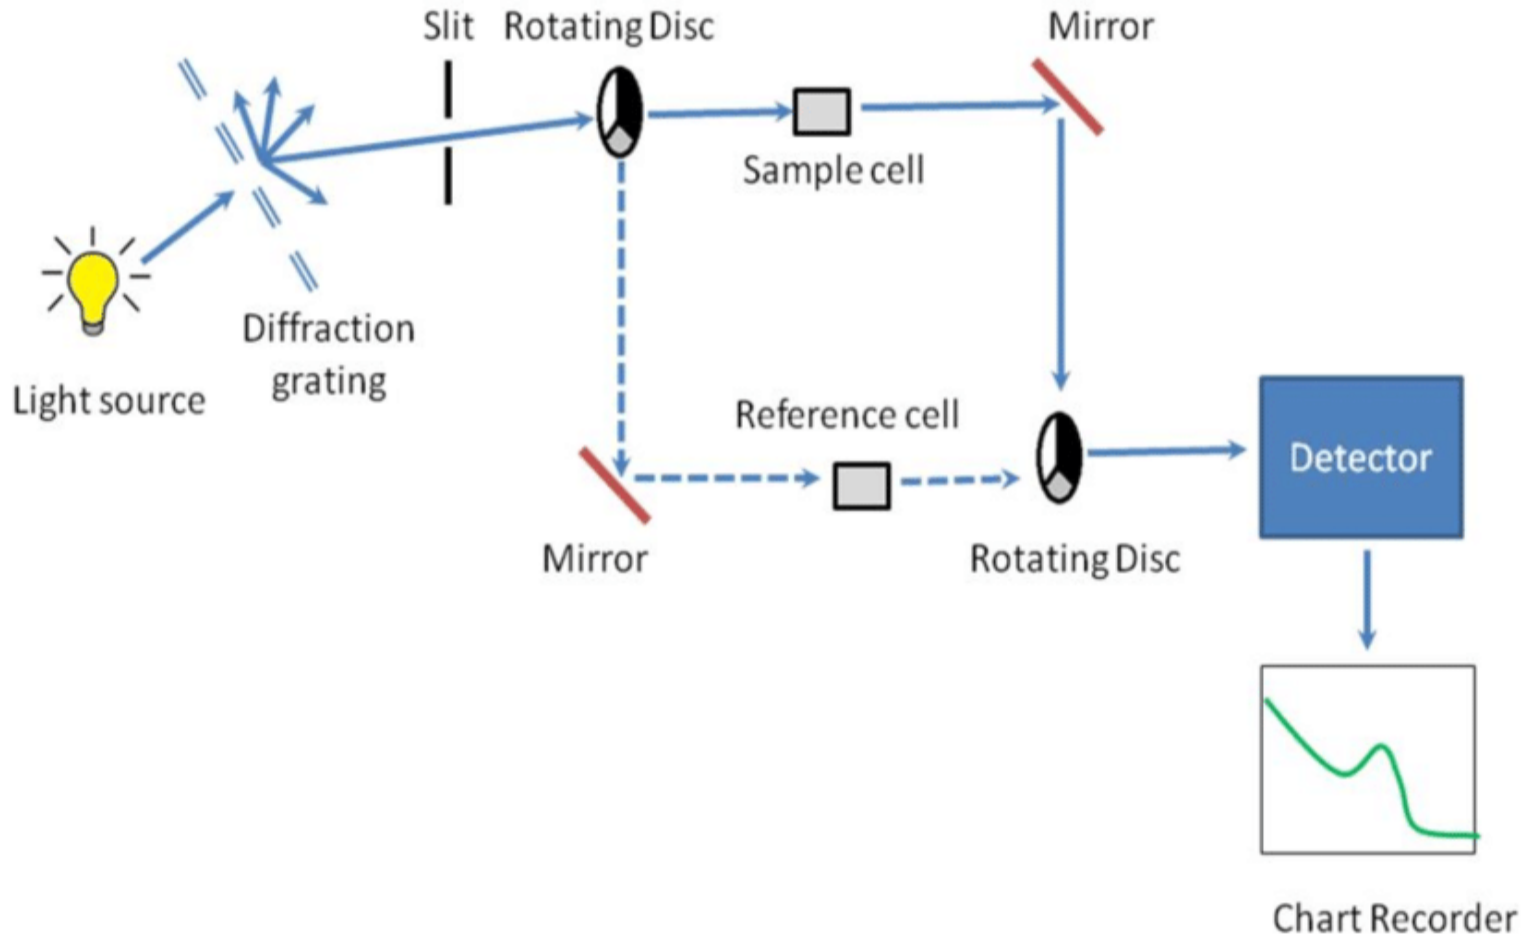 Slit
Rotating Disc
Mirror
Sample cell
Diffraction
grating
Light source
Reference cell
Detector
Mirror
Rotating Disc
Chart Recorder